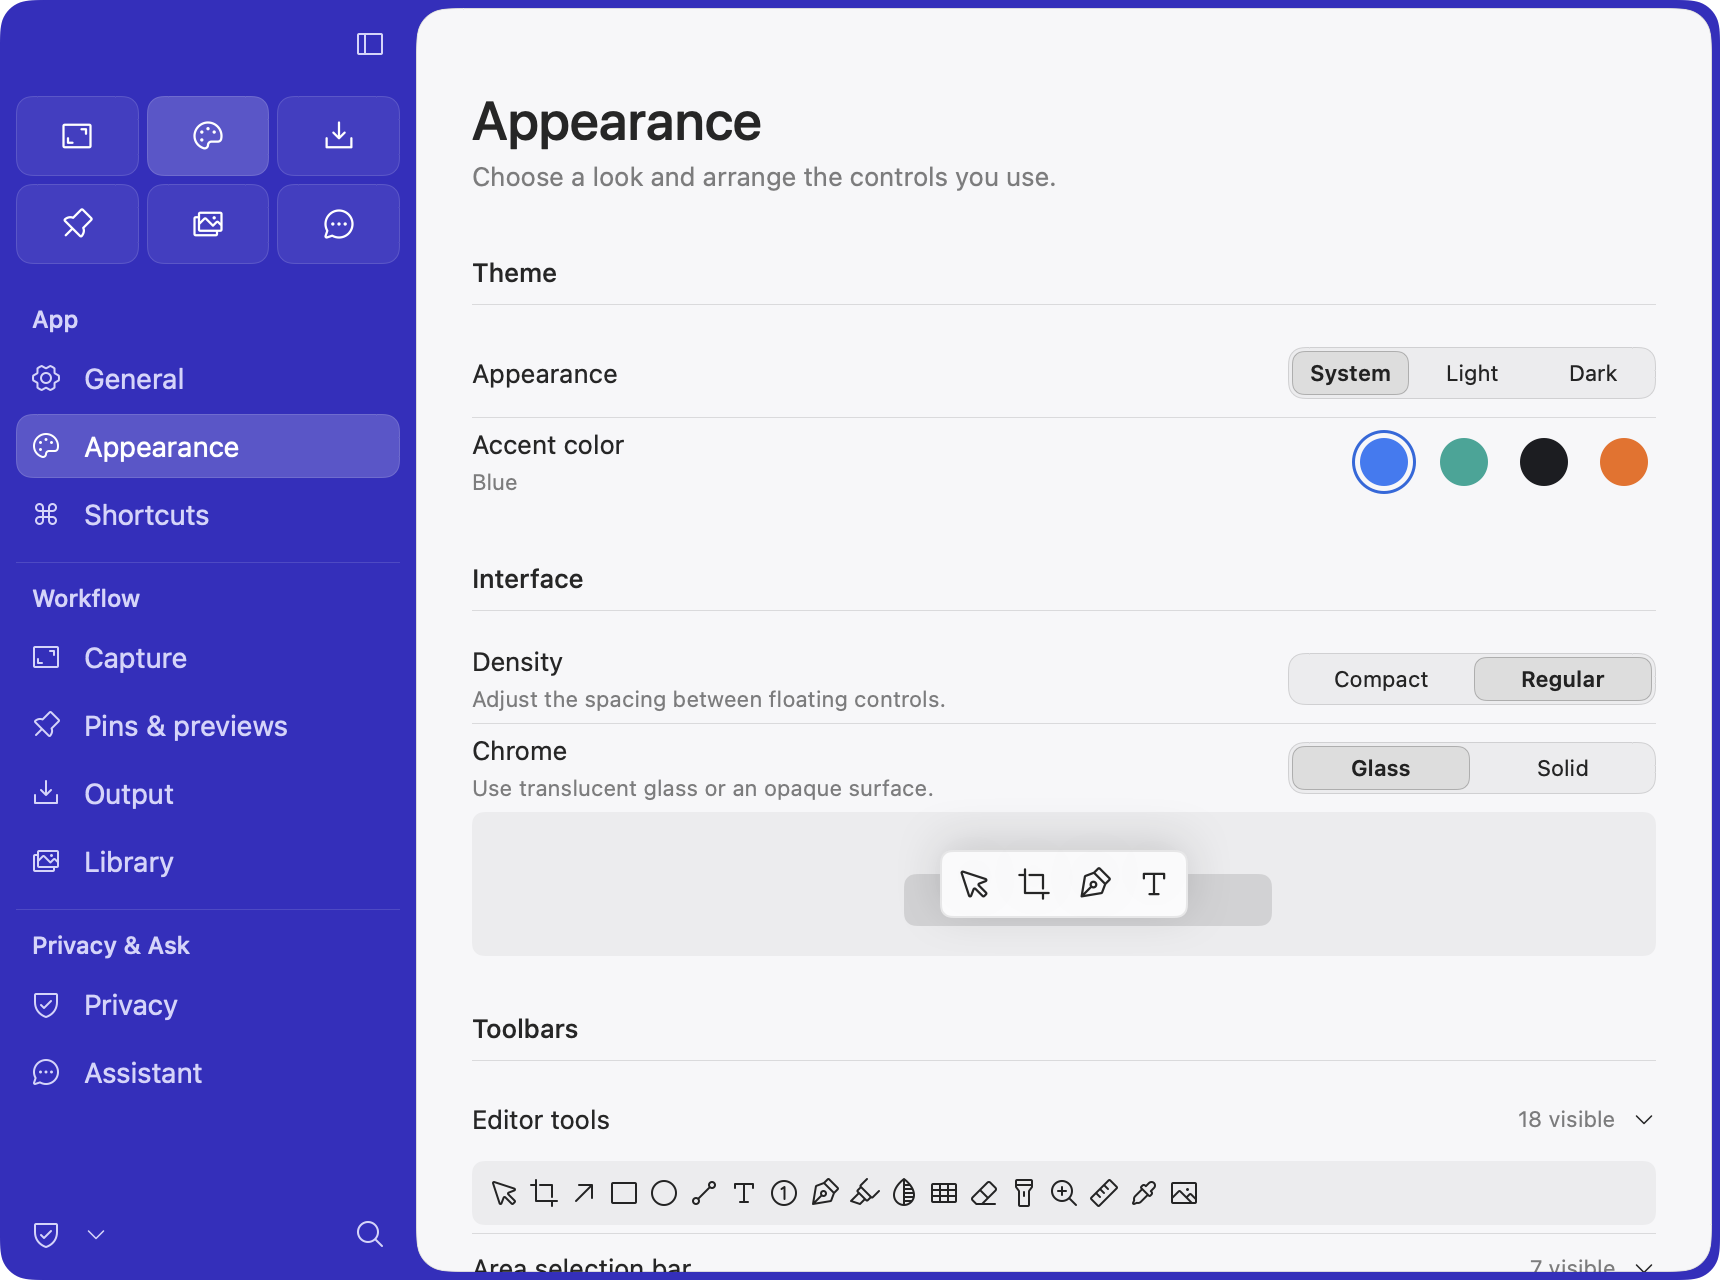 App
General
Appearance
Shortcuts
Workflow
Capture
Pins & previews
Output
Library
Privacy & Ask
Privacy
Assistant
Appearance
Choose a look and arrange the controls you use.
Theme
Appearance
System Light Dark
Accent color
Blue
Interface
Density
Adjust the spacing between floating controls.
Compact Regular
Chrome
Use translucent glass or an opaque surface.
Glass Solid
T
Toolbars
Editor tools
18 visible
T 1
Area selection bar
7 visible